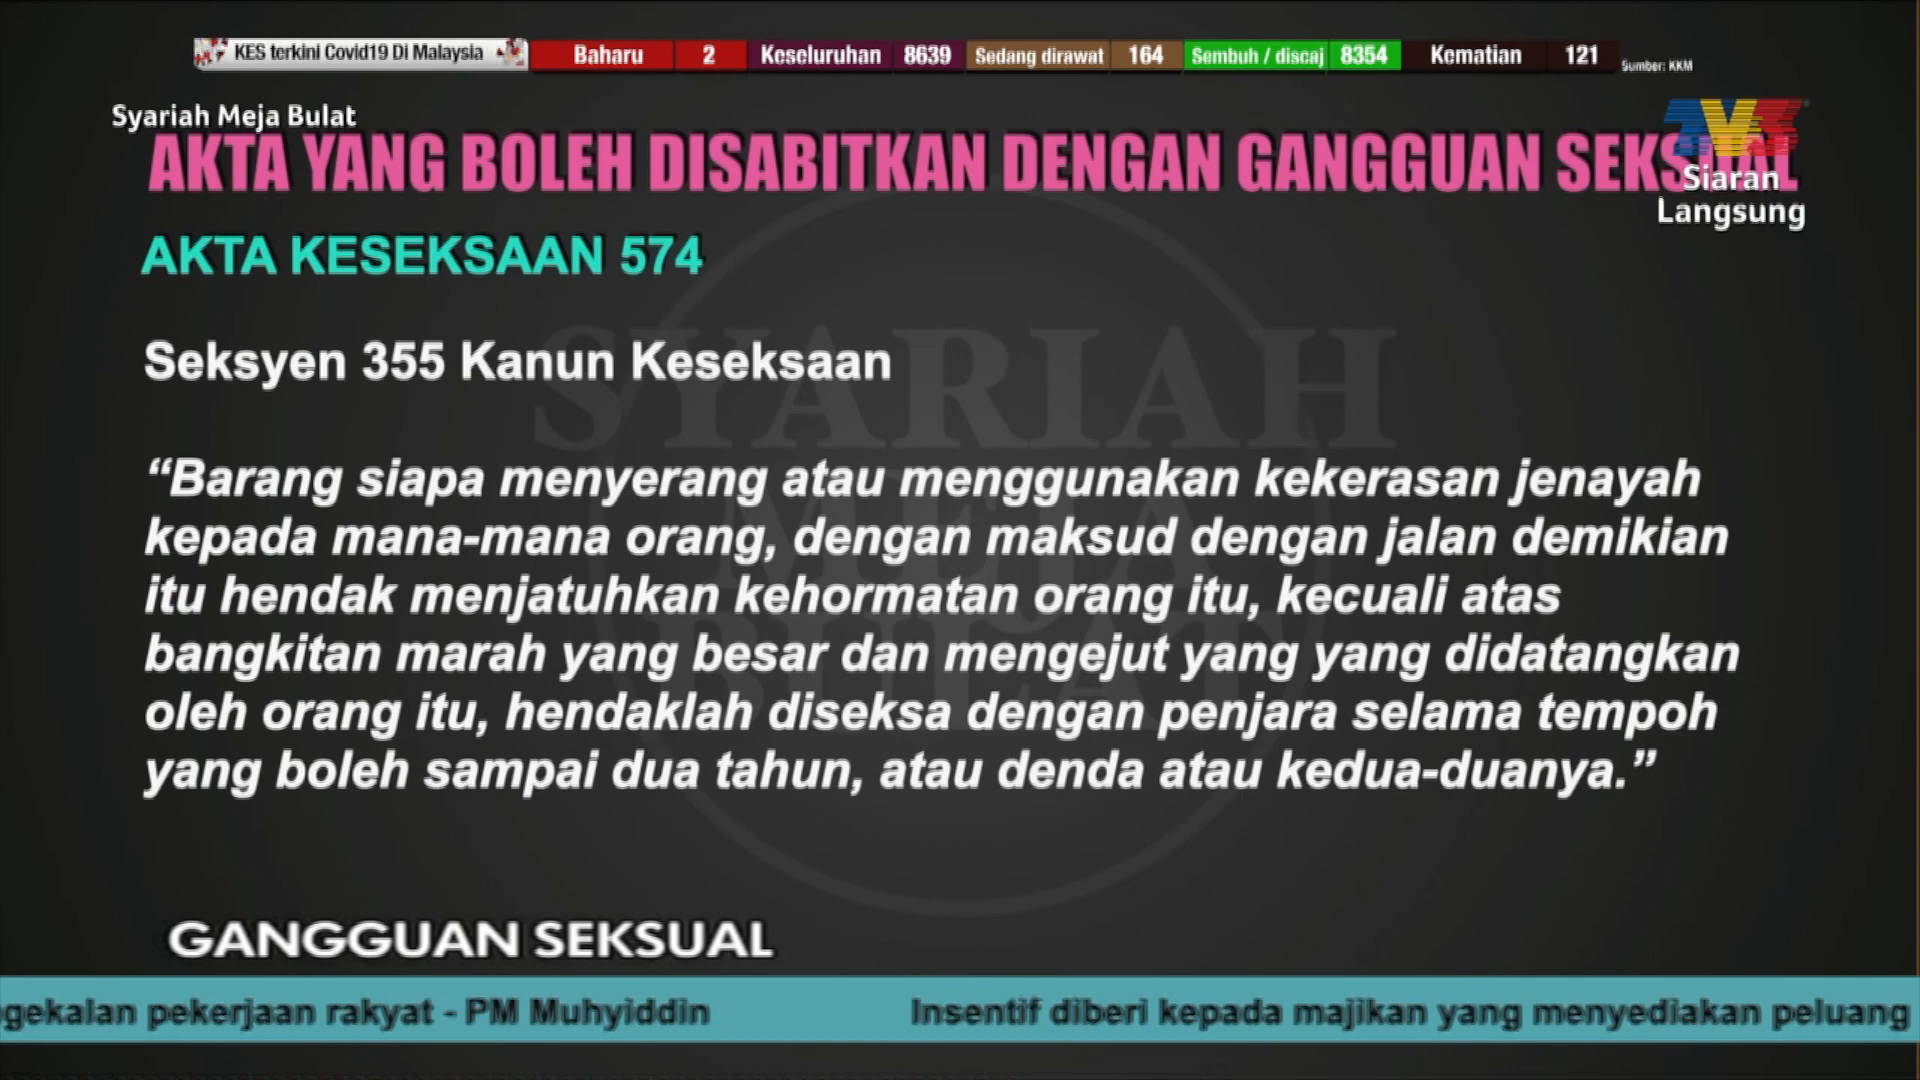 KES terkini Covid19 Di Malaysia Baharu 2 Keseluruhan 8639 Sedang dirawat 164 Sembuh / discaj 8354 Kematian 121 Sumber: KKM
Syariah Meja Bulat
TV3
AKTA YANG BOLEH DISABITKAN DENGAN GANGGUAN SEKSUAL
Siaran
Langsung
AKTA KESEKSAAN 574
Seksyen 355 Kanun Keseksaan
SYARIAH
MEJA
BULAT
“Barang siapa menyerang atau menggunakan kekerasan jenayah
kepada mana-mana orang, dengan maksud dengan jalan demikian
itu hendak menjatuhkan kehormatan orang itu, kecuali atas
bangkitan marah yang besar dan mengejut yang yang didatangkan
oleh orang itu, hendaklah diseksa dengan penjara selama tempoh
yang boleh sampai dua tahun, atau denda atau kedua-duanya.”
GANGGUAN SEKSUAL
gekalan pekerjaan rakyat - PM Muhyiddin Insentif diberi kepada majikan yang menyediakan peluang